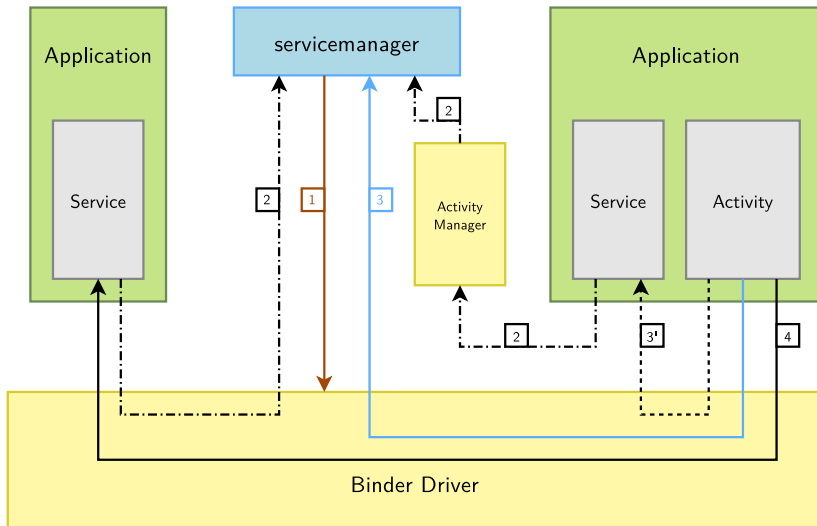 Application
servicemanager
Application
2
Service
2
1
3
Activity
Manager
Service
Activity
2
3'
4
Binder Driver